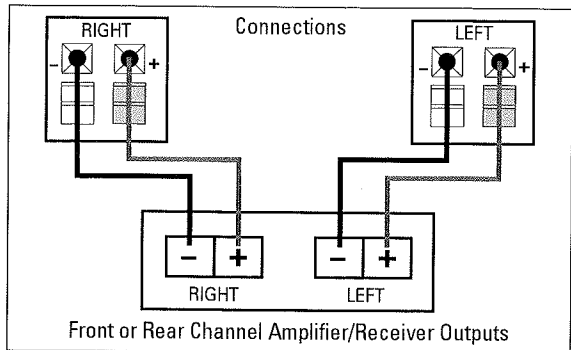 Connections
RIGHT
LEFT
- +
- +
- + - +
RIGHT LEFT
Front or Rear Channel Amplifier/Receiver Outputs